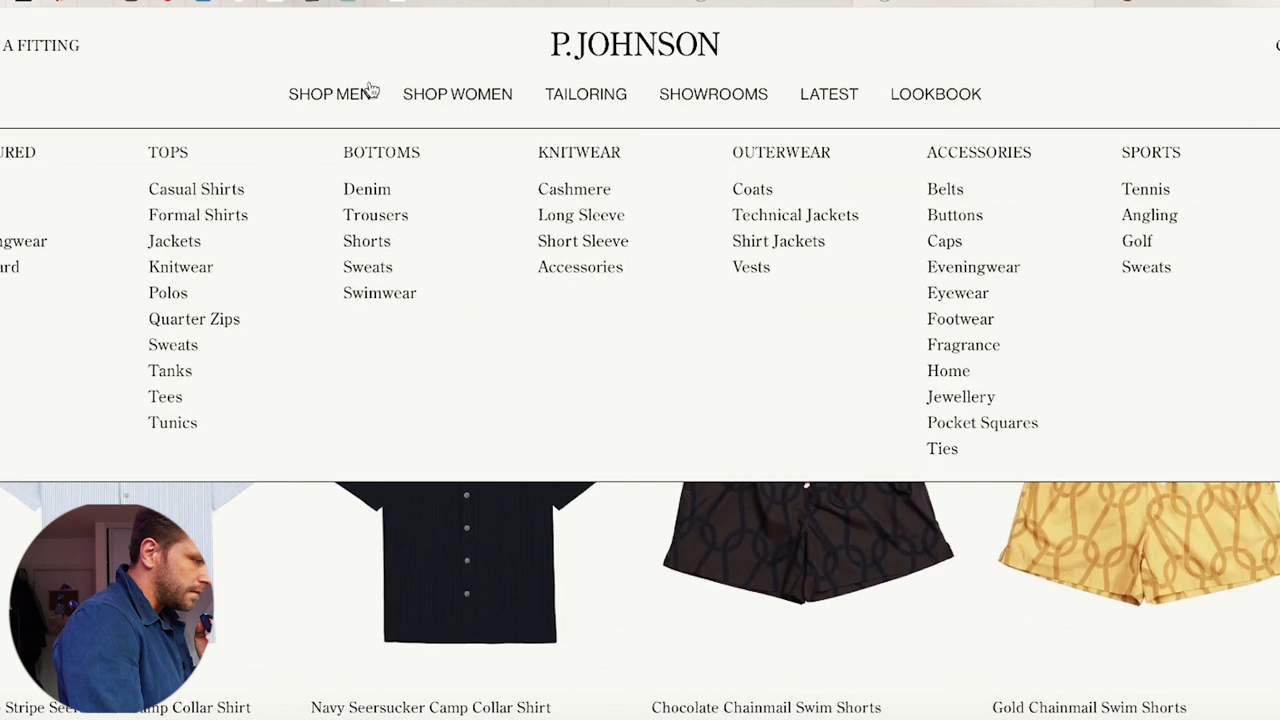 A FITTING
P.JOHNSON
SHOP MEN SHOP WOMEN TAILORING SHOWROOMS LATEST LOOKBOOK
TOPS
Casual Shirts
Formal Shirts
Jackets
Knitwear
Polos
Quarter Zips
Sweats
Tanks
Tees
Tunics
BOTTOMS
Denim
Trousers
Shorts
Sweats
Swimwear
KNITWEAR
Cashmere
Long Sleeve
Short Sleeve
Accessories
OUTERWEAR
Coats
Technical Jackets
Shirt Jackets
Vests
ACCESSORIES
Belts
Buttons
Caps
Eveningwear
Eyewear
Footwear
Fragrance
Home
Jewellery
Pocket Squares
Ties
SPORTS
Tennis
Angling
Golf
Sweats
Stripe Collar Shirt
Navy Seersucker Camp Collar Shirt
Chocolate Chainmail Swim Shorts
Gold Chainmail Swim Shorts